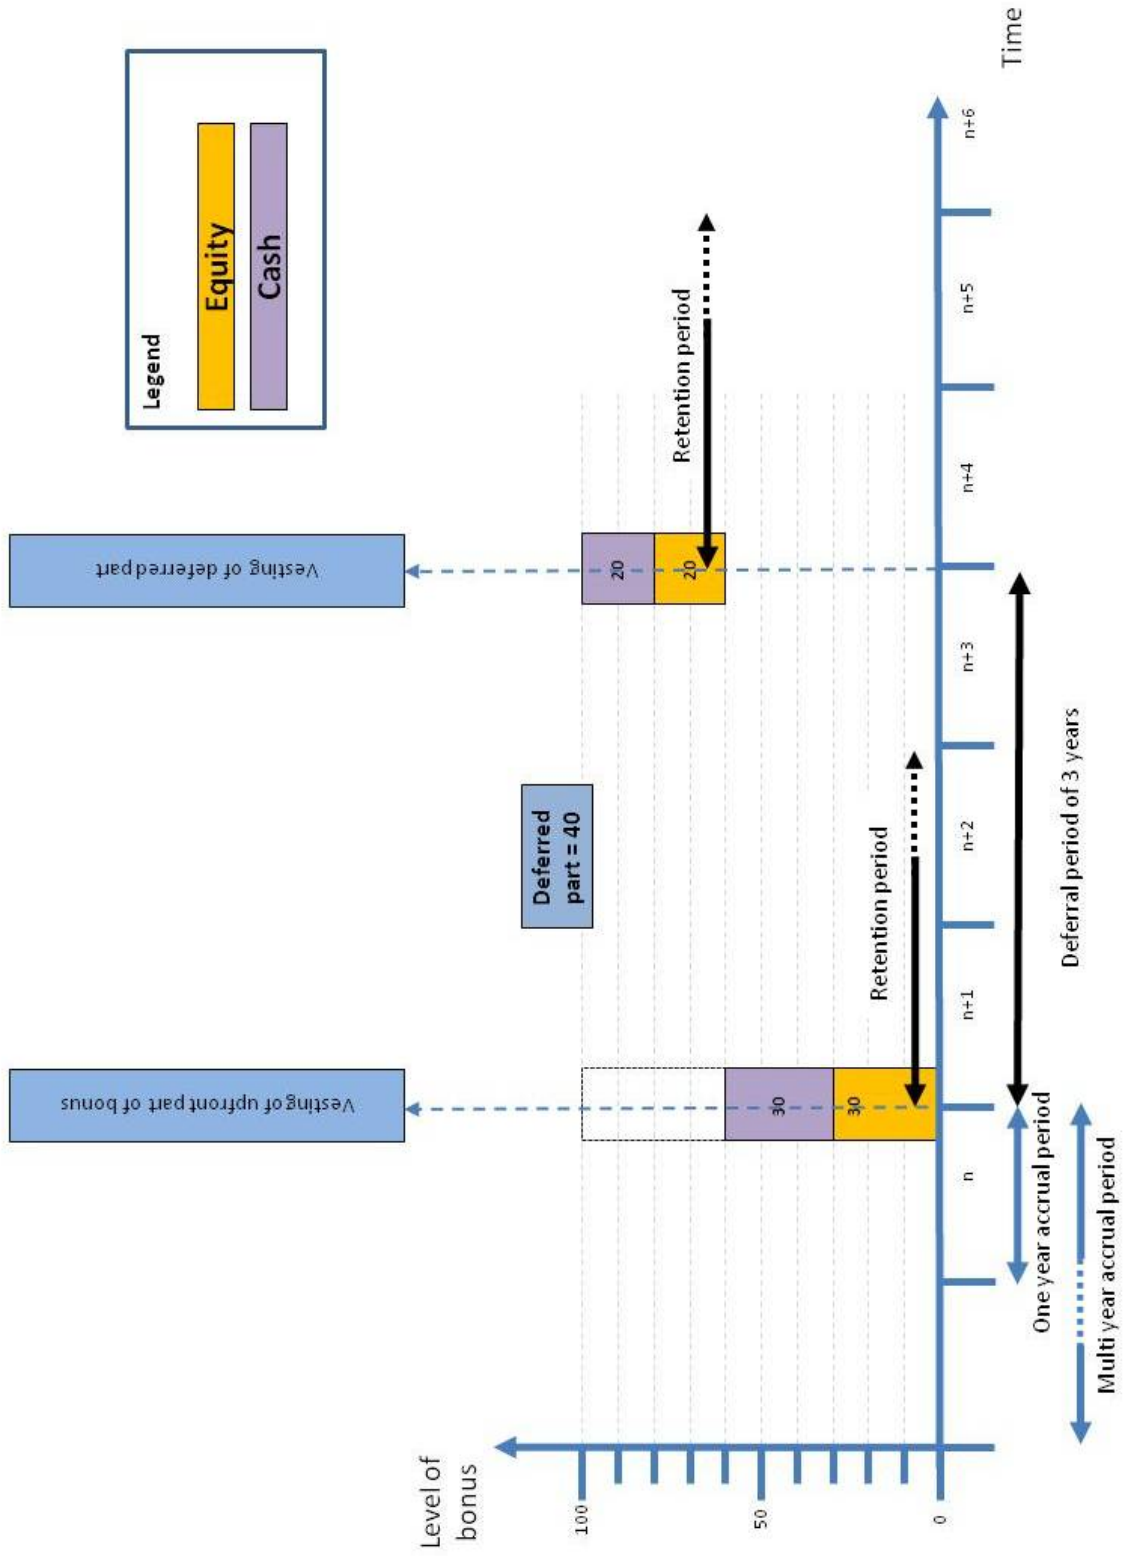 Level of
bonus
100
50
0
Vesting of upfront part of bonus
Vesting of deferred part
Legend
Equity
Cash
Deferred
part = 40
30
30
20
20
Retention period
Retention period
n
n+1
n+2
n+3
n+4
n+5
n+6
Time
One year accrual period
Multi year accrual period
Deferral period of 3 years